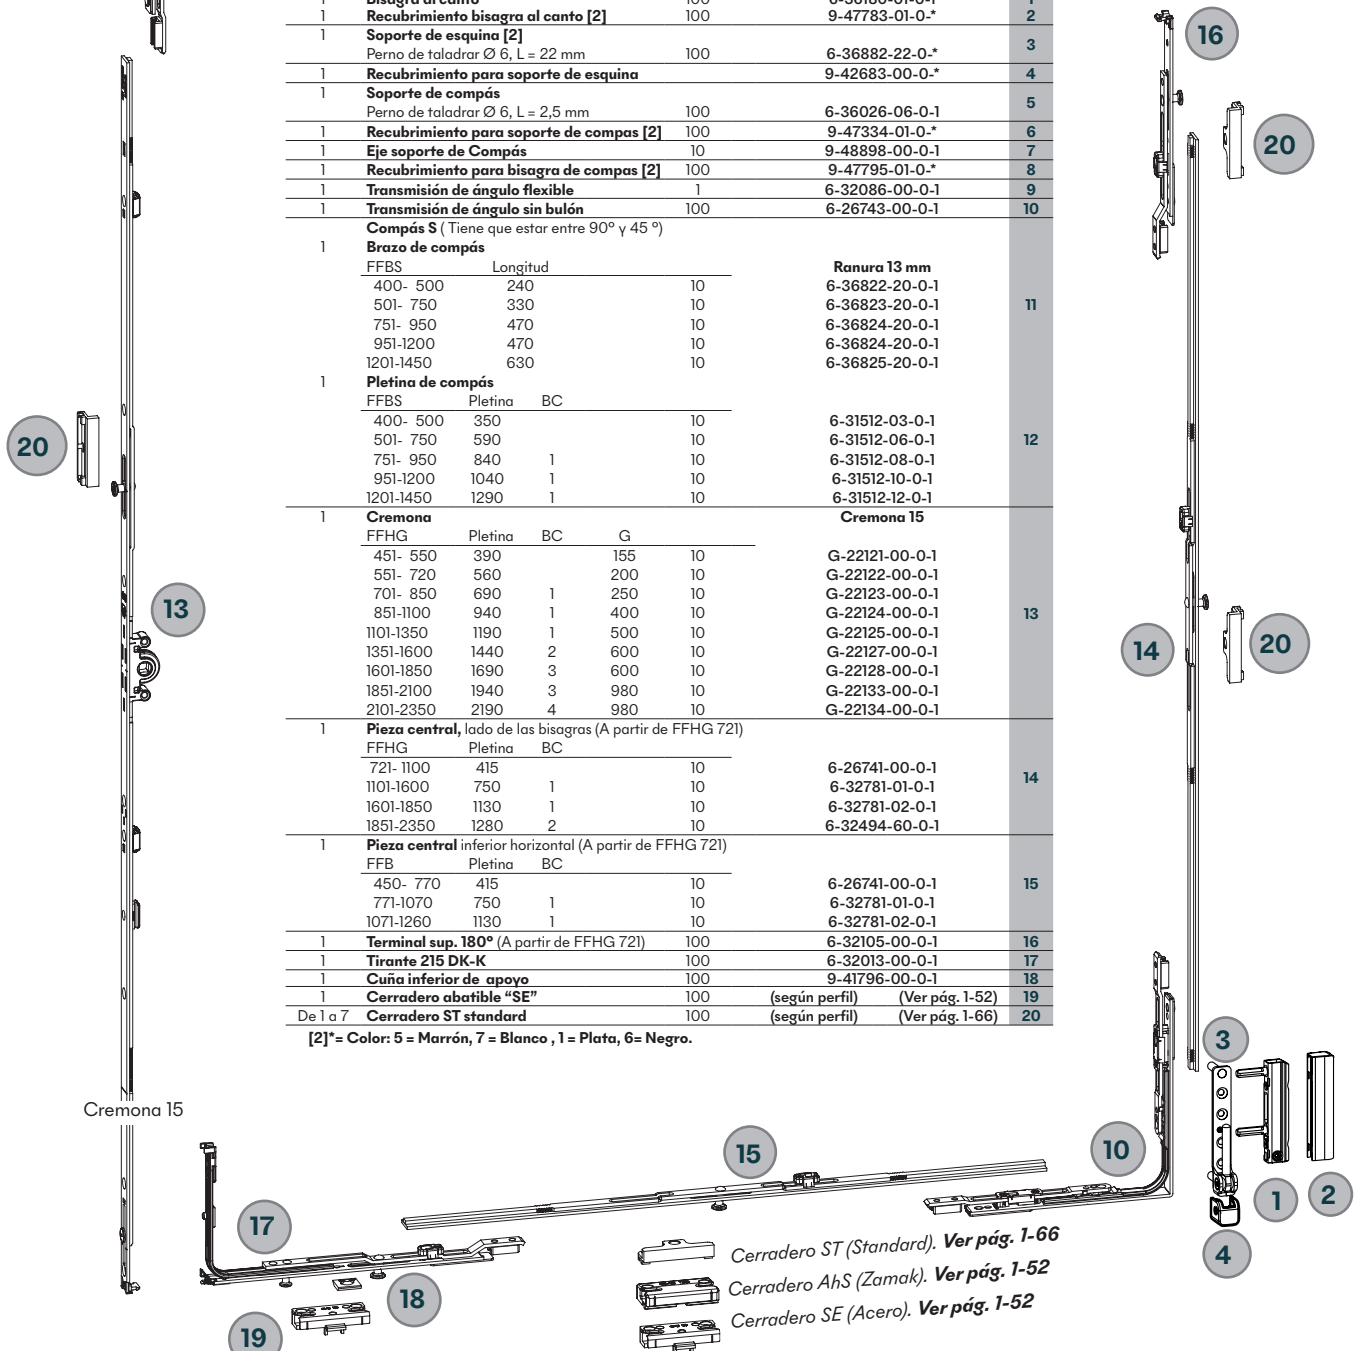 1 Bisagra al canto 100 6-36180-01-0-1 1
1 Recubrimiento bisagra al canto [2] 100 9-47783-01-0-* 2
1 Soporte de esquina [2]
Perno de taladrar Ø 6, L = 22 mm 100 6-36882-22-0-* 3
1 Recubrimiento para soporte de esquina 9-42683-00-0-* 4
1 Soporte de compás
Perno de taladrar Ø 6, L = 2,5 mm 100 6-36026-06-0-1 5
1 Recubrimiento para soporte de compas [2] 100 9-47334-01-0-* 6
1 Eje soporte de Compás 10 9-48898-00-0-1 7
1 Recubrimiento para bisagra de compas [2] 100 9-47795-01-0-* 8
1 Transmisión de ángulo flexible 1 6-32086-00-0-1 9
1 Transmisión de ángulo sin bulón 100 6-26743-00-0-1 10
Compás S ( Tiene que estar entre 90º y 45 º)
1 Brazo de compás
FFBS Longitud Ranura 13 mm
400- 500 240 10 6-36822-20-0-1
501- 750 330 10 6-36823-20-0-1 11
751- 950 470 10 6-36824-20-0-1
951-1200 470 10 6-36824-20-0-1
1201-1450 630 10 6-36825-20-0-1
1 Pletina de compás
FFBS Pletina BC
400- 500 350 10 6-31512-03-0-1
501- 750 590 10 6-31512-06-0-1 12
751- 950 840 1 10 6-31512-08-0-1
951-1200 1040 1 10 6-31512-10-0-1
1201-1450 1290 1 10 6-31512-12-0-1
1 Cremona Cremona 15
FFHG Pletina BC G
451- 550 390 155 10 G-22121-00-0-1
551- 720 560 200 10 G-22122-00-0-1
701- 850 690 1 250 10 G-22123-00-0-1
851-1100 940 1 400 10 G-22124-00-0-1 13
1101-1350 1190 1 500 10 G-22125-00-0-1
1351-1600 1440 2 600 10 G-22127-00-0-1
1601-1850 1690 3 600 10 G-22128-00-0-1
1851-2100 1940 3 980 10 G-22133-00-0-1
2101-2350 2190 4 980 10 G-22134-00-0-1
1 Pieza central, lado de las bisagras (A partir de FFHG 721)
FFHG Pletina BC
721- 1100 415 10 6-26741-00-0-1 14
1101-1600 750 1 10 6-32781-01-0-1
1601-1850 1130 1 10 6-32781-02-0-1
1851-2350 1280 2 10 6-32494-60-0-1
1 Pieza central inferior horizontal (A partir de FFHG 721)
FFB Pletina BC
450- 770 415 10 6-26741-00-0-1 15
771-1070 750 1 10 6-32781-01-0-1
1071-1260 1130 1 10 6-32781-02-0-1
1 Terminal sup. 180º (A partir de FFHG 721) 100 6-32105-00-0-1 16
1 Tirante 215 DK-K 100 6-32013-00-0-1 17
1 Cuña inferior de apoyo 100 9-41796-00-0-1 18
1 Cerradero abatible “SE” 100 (según perfil) (Ver pág. 1-52) 19
De 1 a 7 Cerradero ST standard 100 (según perfil) (Ver pág. 1-66) 20
[2]*= Color: 5 = Marrón, 7 = Blanco , 1 = Plata, 6= Negro.
16
20
20
13
14
20
3
Cremona 15
15
10
1
2
17
4
18
19
Cerradero ST (Standard). Ver pág. 1-66
Cerradero AhS (Zamak). Ver pág. 1-52
Cerradero SE (Acero). Ver pág. 1-52